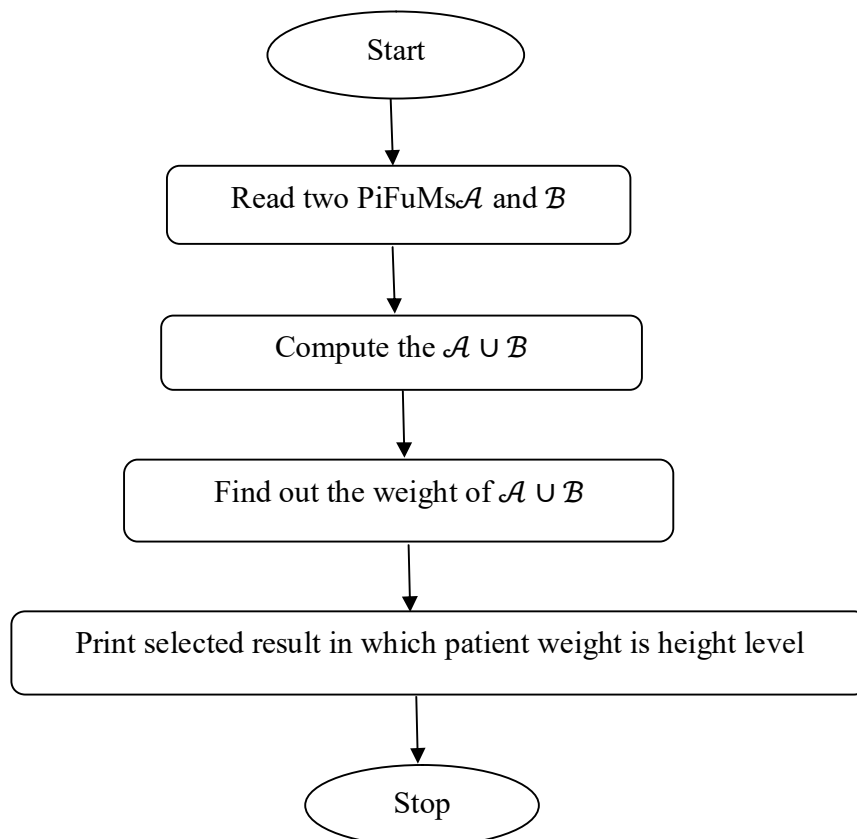 Start
Read two PiFuMs𝒜 and ℬ
Compute the 𝒜 ∪ ℬ
Find out the weight of 𝒜 ∪ ℬ
Print selected result in which patient weight is height level
Stop